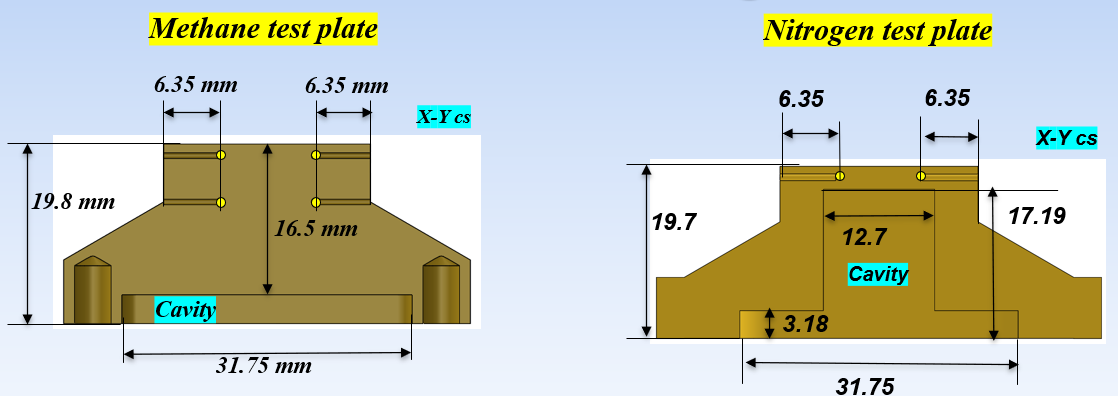 Methane test plate
Nitrogen test plate
6.35 mm
6.35 mm
X-Y cs
6.35
6.35
X-Y cs
19.8 mm
16.5 mm
19.7
12.7
17.19
Cavity
Cavity
3.18
31.75 mm
31.75